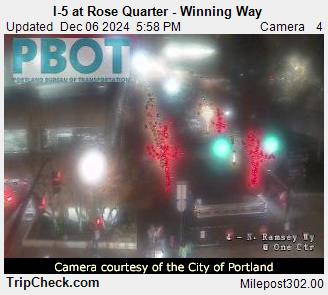 I-5 at Rose Quarter - Winning Way
Updated Dec 06 2024 5:58 PM Camera 4
PBOT
PORTLAND BUREAU OF TRANSPORTATION
4 - N. Ramsey Wy
@ One Ctr
Camera courtesy of the City of Portland
TripCheck.com Milepost302.00